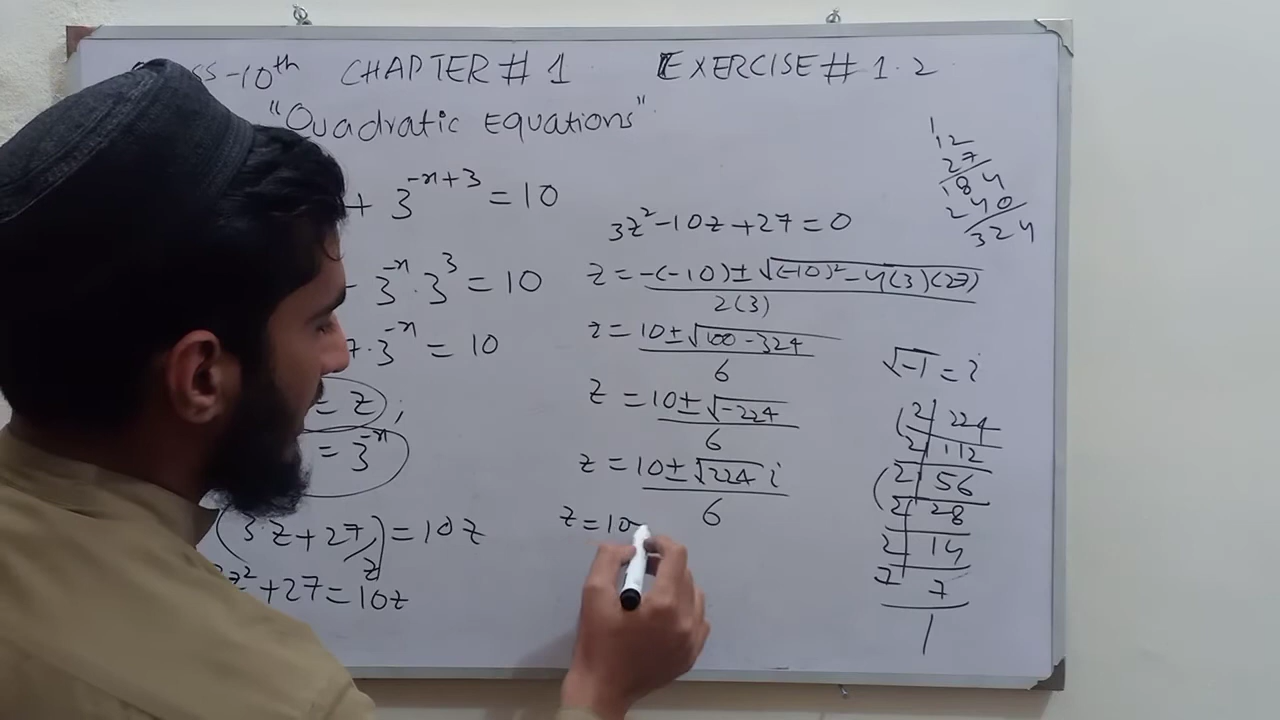 CHAPTER # 1 EXERCISE # 1.2
"Quadratic Equations"
+ 3^{-x+3} = 10
3^{-x} · 3^3 = 10
· 3^{-x} = 10
= z ;
= 3^{-x}
(3·z + 27/z) = 10z
z² + 27 = 10z
3z² - 10z + 27 = 0
z = -(-10) ± √(-10)² - 4(3)(27) / 2(3)
z = 10 ± √100 - 324 / 6
z = 10 ± √-224 / 6
z = 10 ± √224 i / 6
z = 10
1
12
27
184
240
324
√-1 = i
2 | 224
2 | 112
2 | 56
2 | 28
2 | 14
7 | 7
1